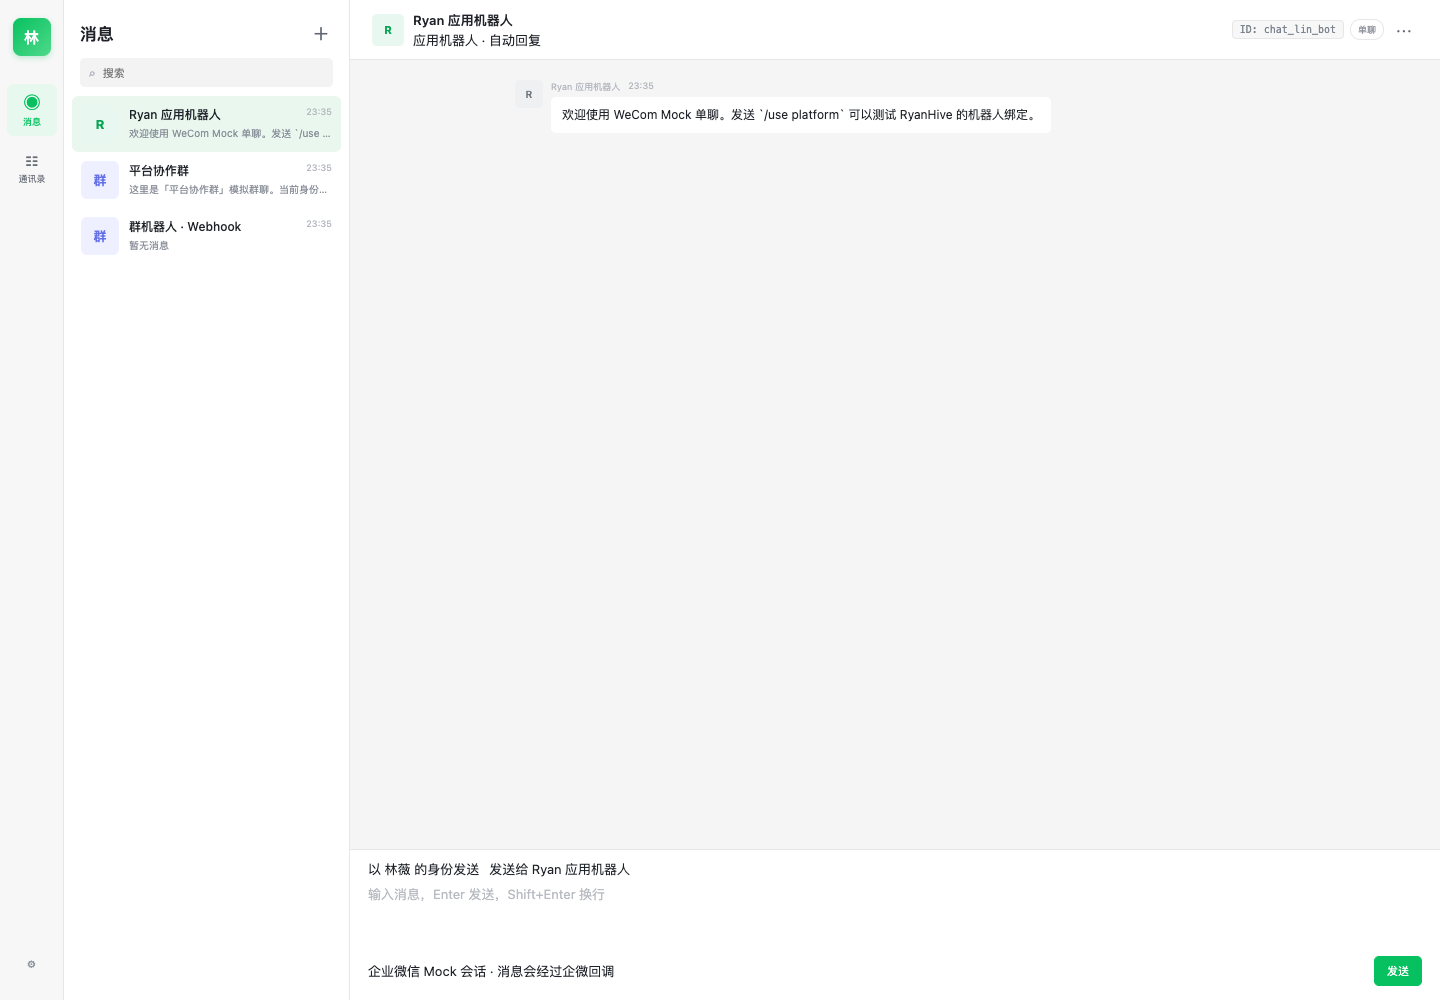 林
消息
通讯录
消息
搜索
R
Ryan 应用机器人
23:35
欢迎使用 WeCom Mock 单聊。发送 `/use ...
群
平台协作群
23:35
这里是「平台协作群」模拟群聊。当前身份...
群
群机器人 · Webhook
23:35
暂无消息
R
Ryan 应用机器人
应用机器人 · 自动回复
ID: chat_lin_bot
单聊
...
R
Ryan 应用机器人 23:35
欢迎使用 WeCom Mock 单聊。发送 `/use platform` 可以测试 RyanHive 的机器人绑定。
以 林薇 的身份发送 发送给 Ryan 应用机器人
输入消息，Enter 发送，Shift+Enter 换行
企业微信 Mock 会话 · 消息会经过企微回调
发送